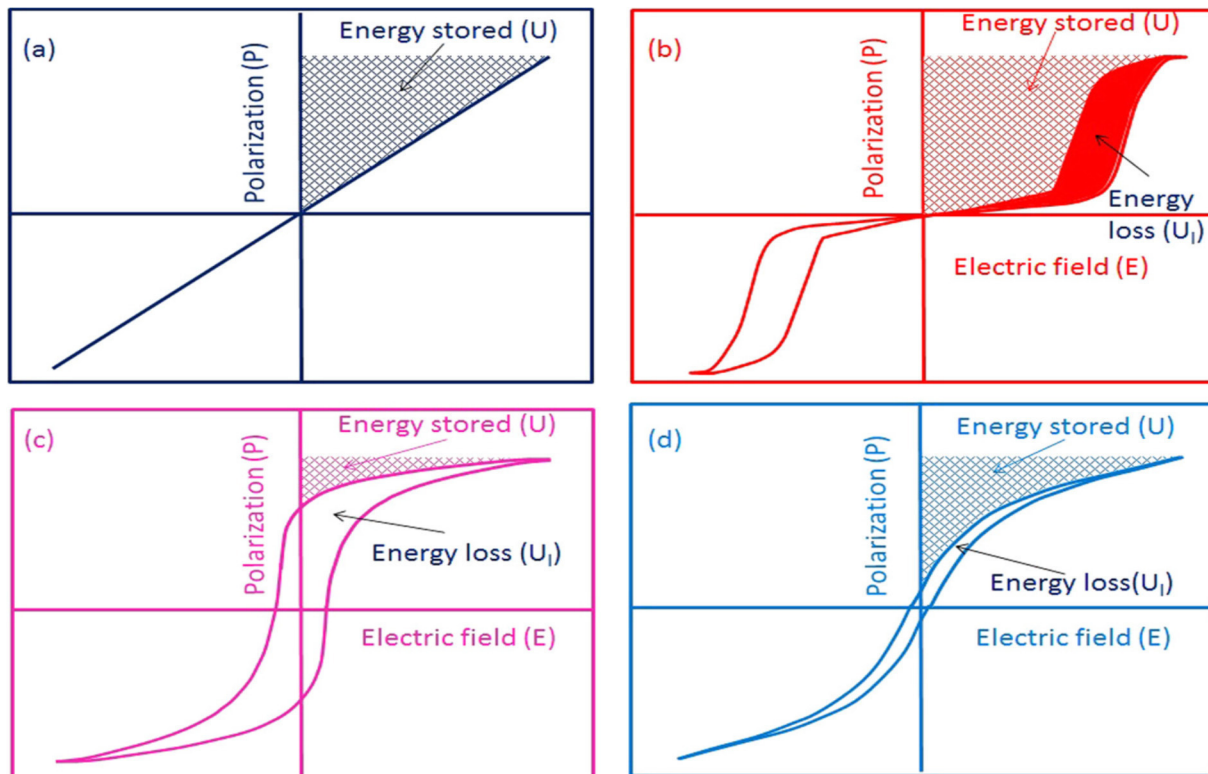 (a)
Energy stored (U)
Polarization (P)
(b)
Energy stored (U)
Polarization (P)
Energy
loss (Uₗ)
Electric field (E)
(c)
Energy stored (U)
Polarization (P)
Energy loss (Uₗ)
Electric field (E)
(d)
Energy stored (U)
Polarization (P)
Energy loss(Uₗ)
Electric field (E)